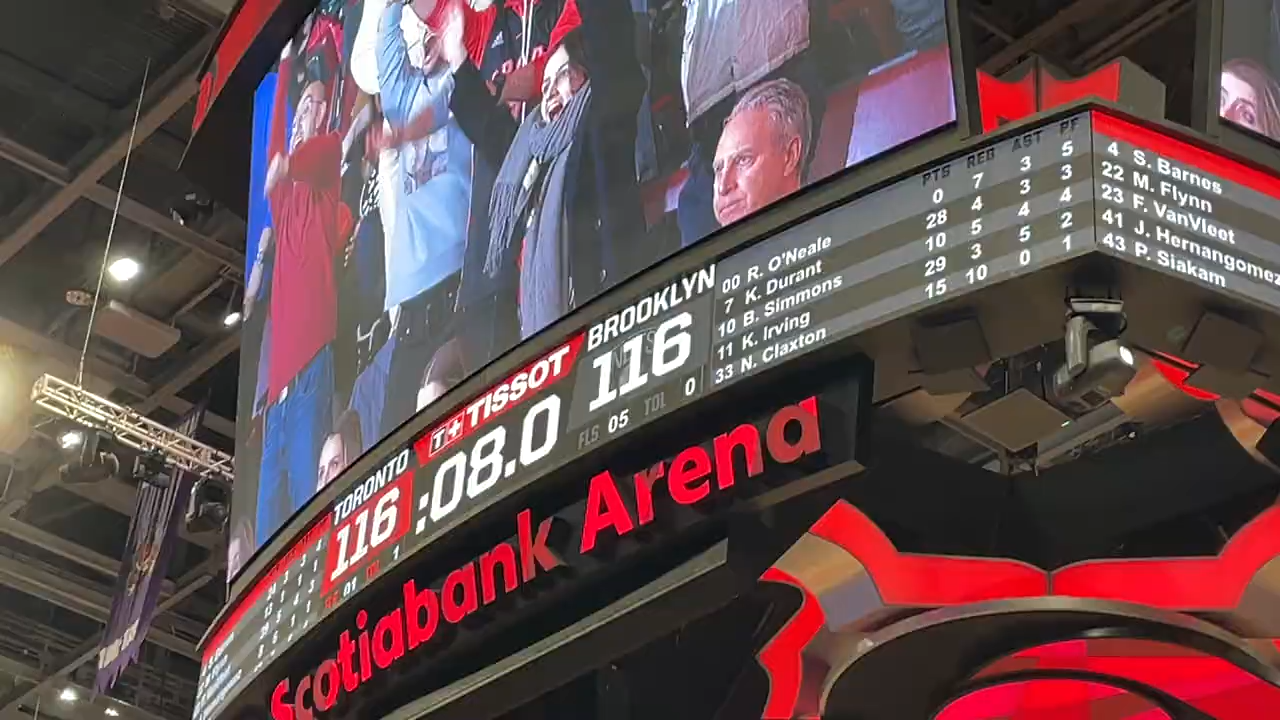 PTS REB AST PF
00 R. O'Neale 0 7 3 5
7 K. Durant 28 4 3 3
10 B. Simmons 10 5 4 4
11 K. Irving 29 3 5 2
33 N. Claxton 15 10 0 1
4 S. Barnes
22 M. Flynn
23 F. VanVleet
41 J. Hernangomez
43 P. Siakam
BROOKLYN
116
FLS 05 TOL 0
T+ TISSOT
:08.0
TORONTO
116
01 1
Scotiabank Arena